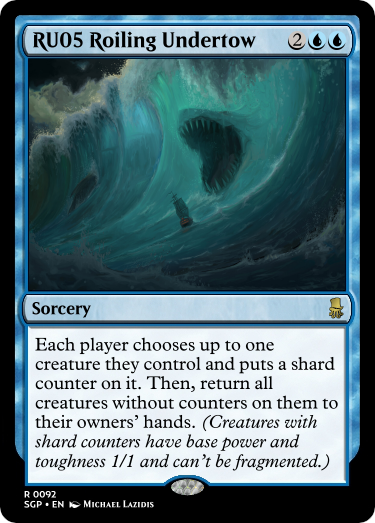 RU05 Roiling Undertow 2
Sorcery
Each player chooses up to one
creature they control and puts a shard
counter on it. Then, return all
creatures without counters on them to
their owners' hands. (Creatures with
shard counters have base power and
toughness 1/1 and can't be fragmented.)
R 0092
SGP • EN Michael Lazidis